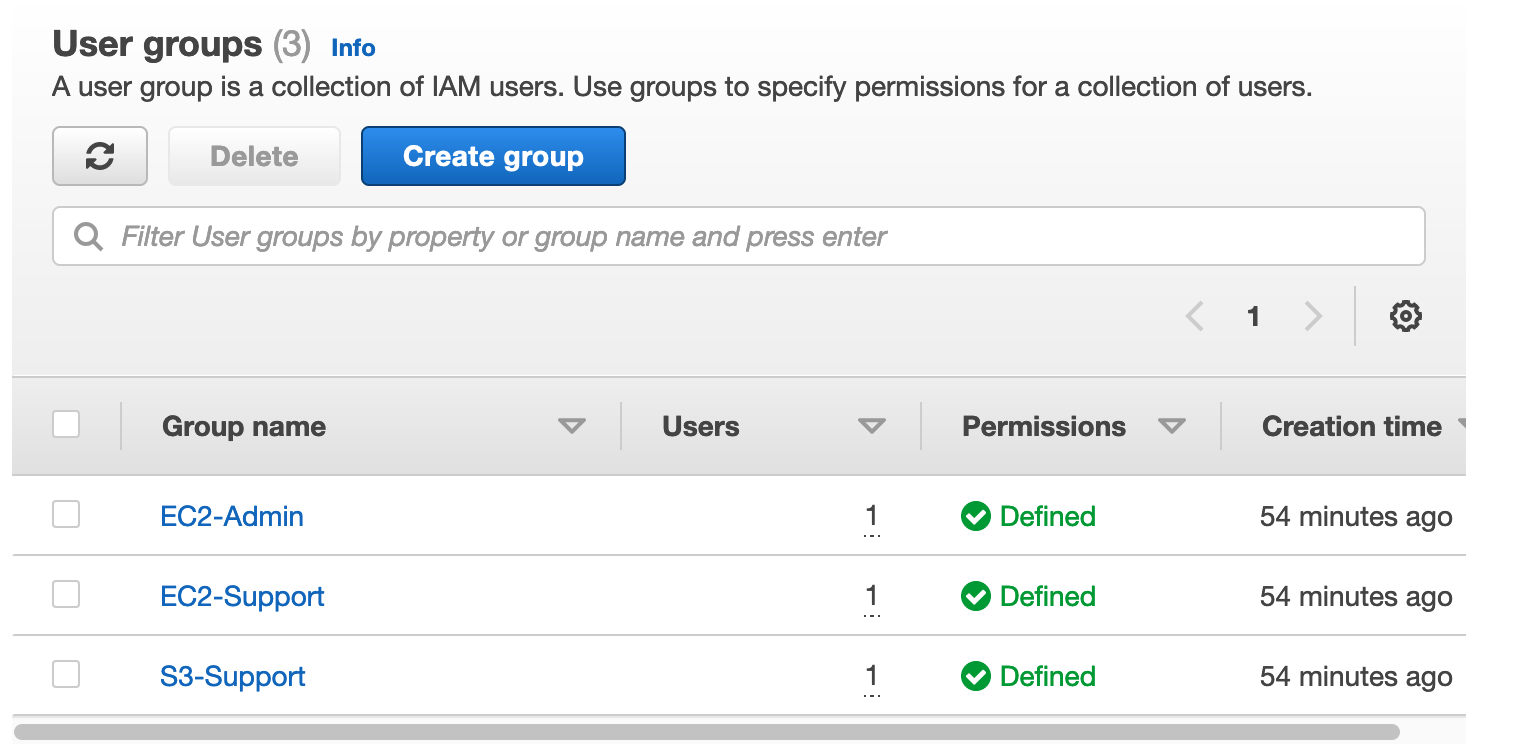 User groups (3) Info
A user group is a collection of IAM users. Use groups to specify permissions for a collection of users.
Delete Create group
Filter User groups by property or group name and press enter
1
Group name Users Permissions Creation time
EC2-Admin 1 Defined 54 minutes ago
EC2-Support 1 Defined 54 minutes ago
S3-Support 1 Defined 54 minutes ago